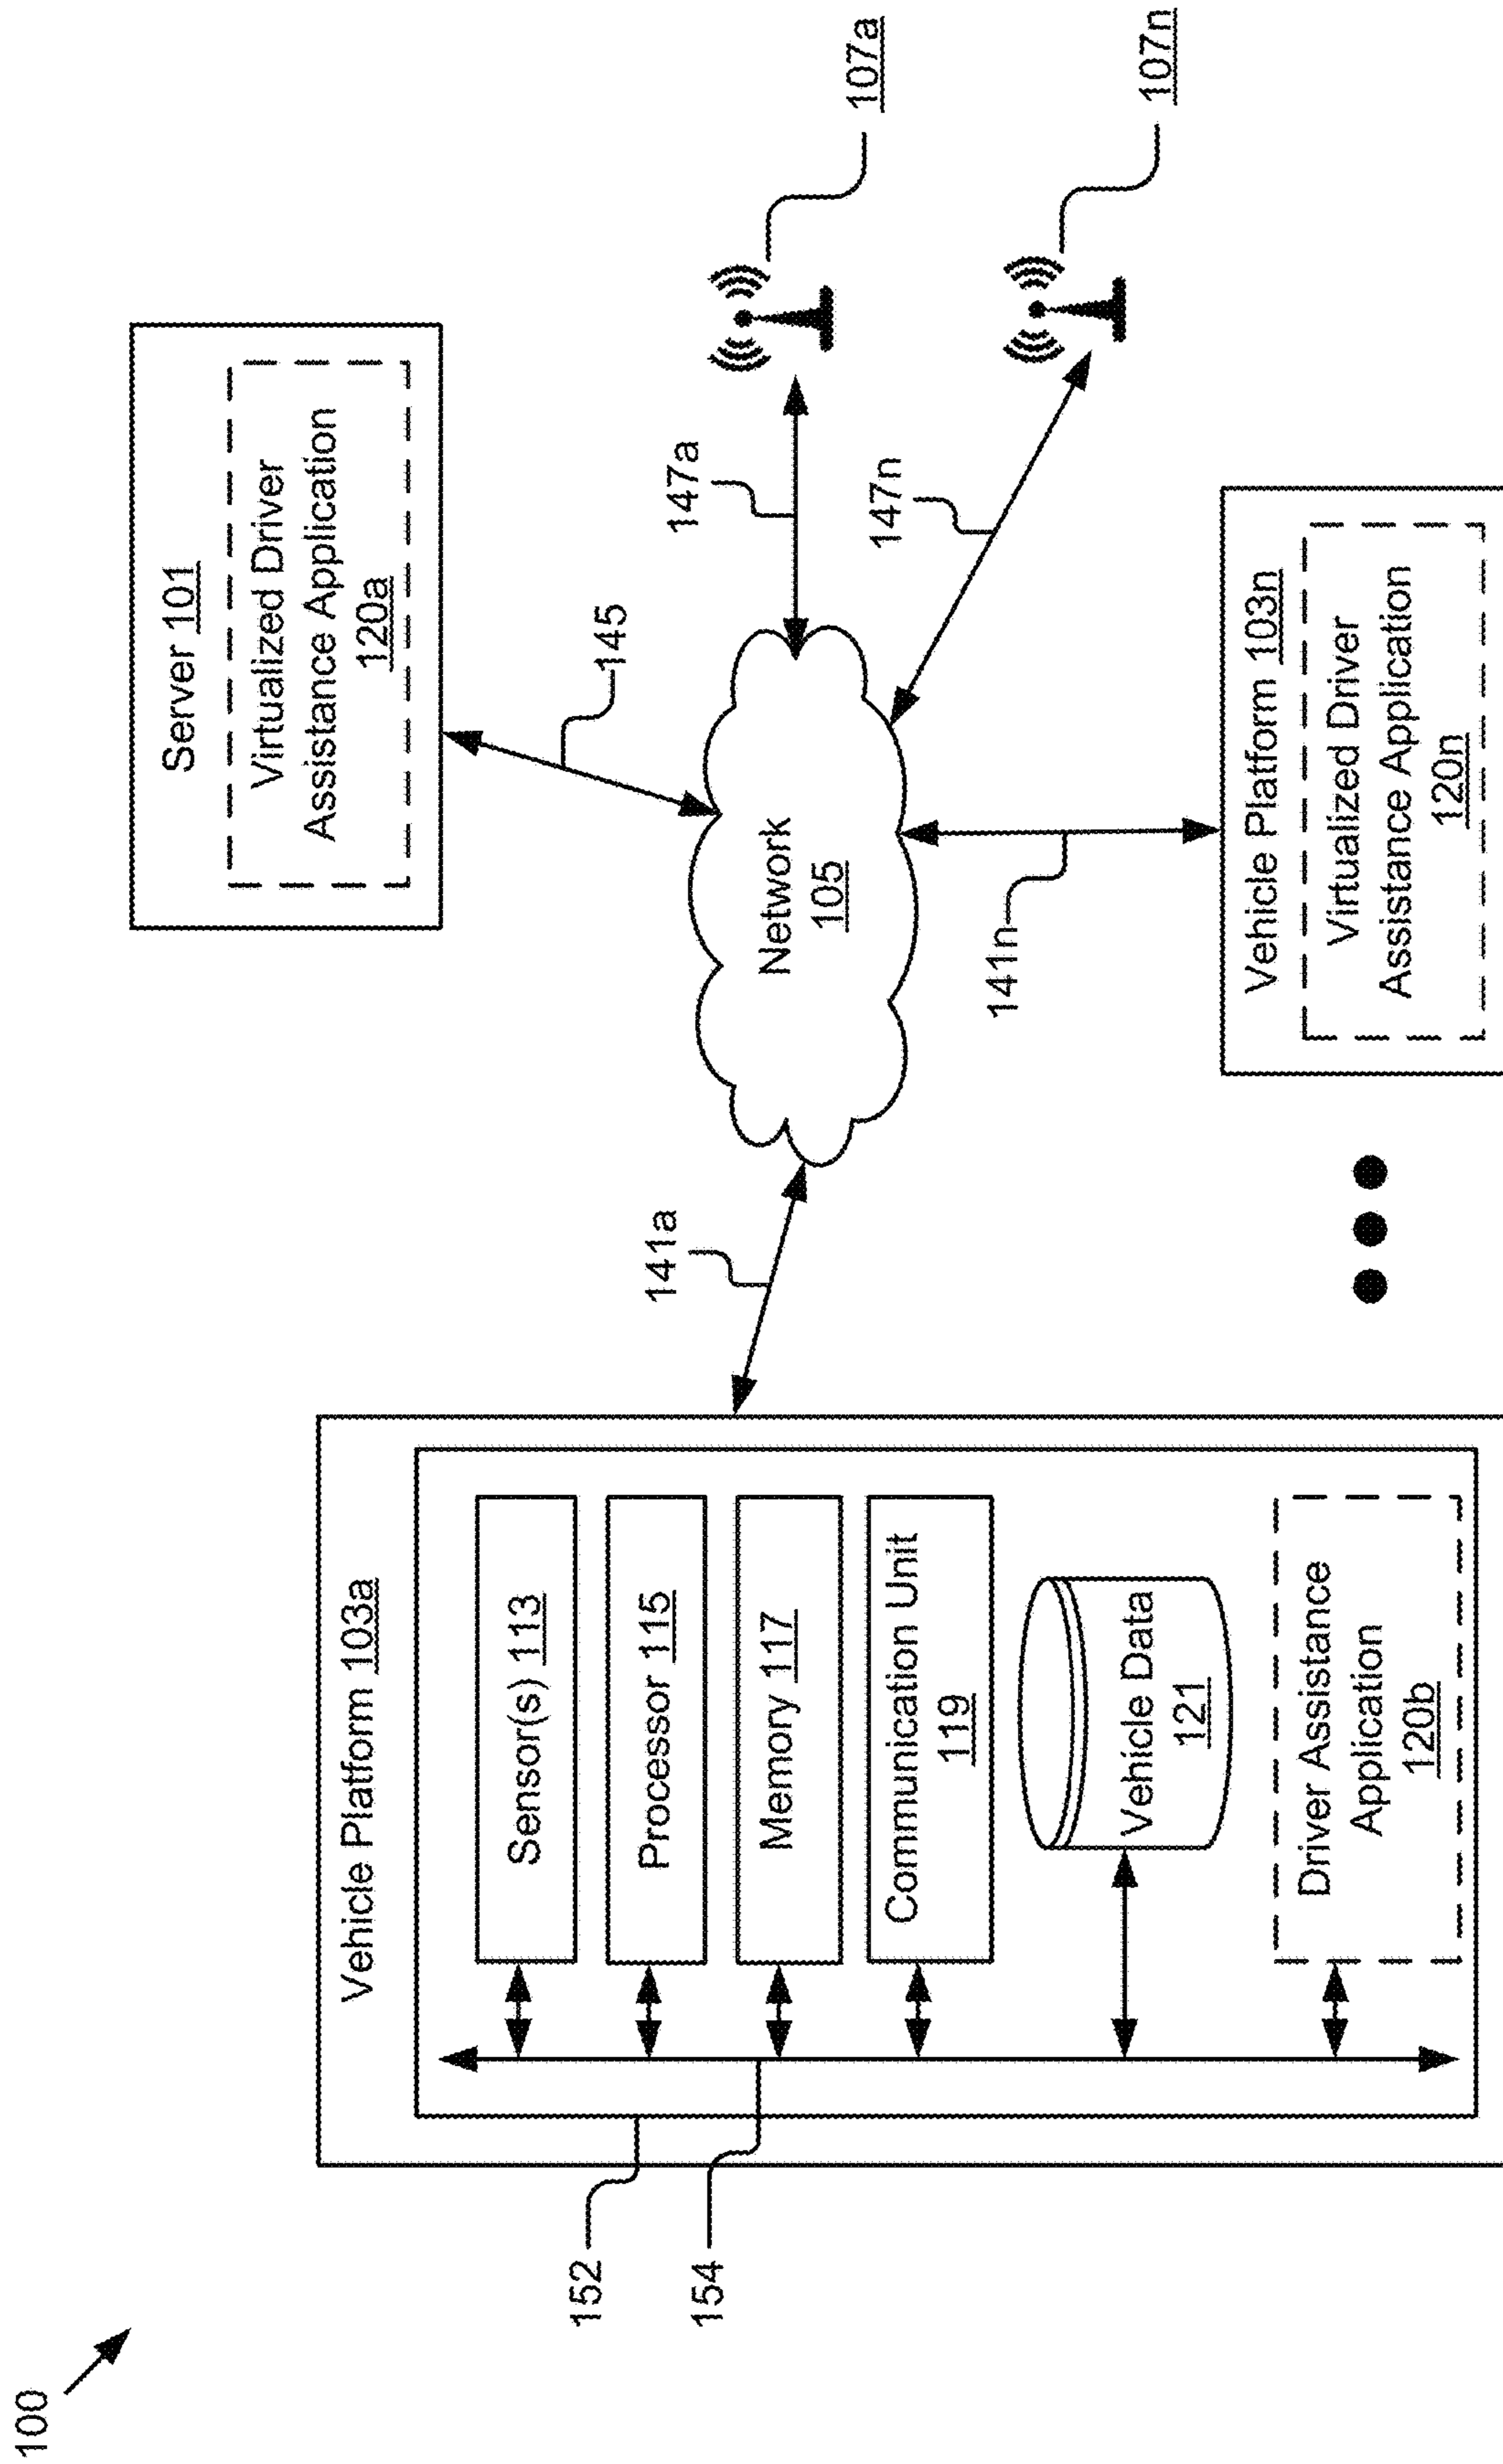 100
Server 101
Virtualized Driver
Assistance Application
120a
145
147a
107a
147n
107n
Network
105
141a
141n
Vehicle Platform 103a
Sensor(s) 113
Processor 115
Memory 117
Communication Unit
119
Vehicle Data
121
Driver Assistance
Application
120b
152
154
Vehicle Platform 103n
Virtualized Driver
Assistance Application
120n